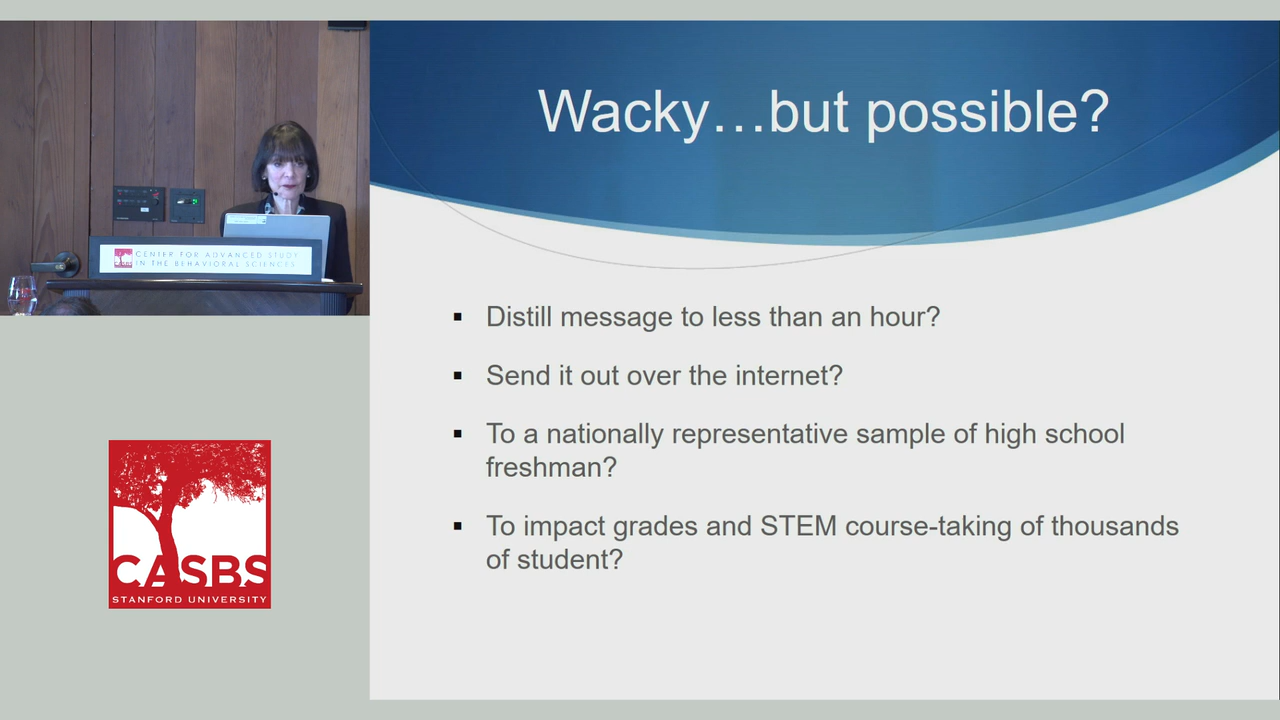 Wacky…but possible?
CENTER FOR ADVANCED STUDY
IN THE BEHAVIORAL SCIENCES
CASBS
▪ Distill message to less than an hour?
▪ Send it out over the internet?
▪ To a nationally representative sample of high school
freshman?
▪ To impact grades and STEM course-taking of thousands
of student?
CASBS
STANFORD UNIVERSITY